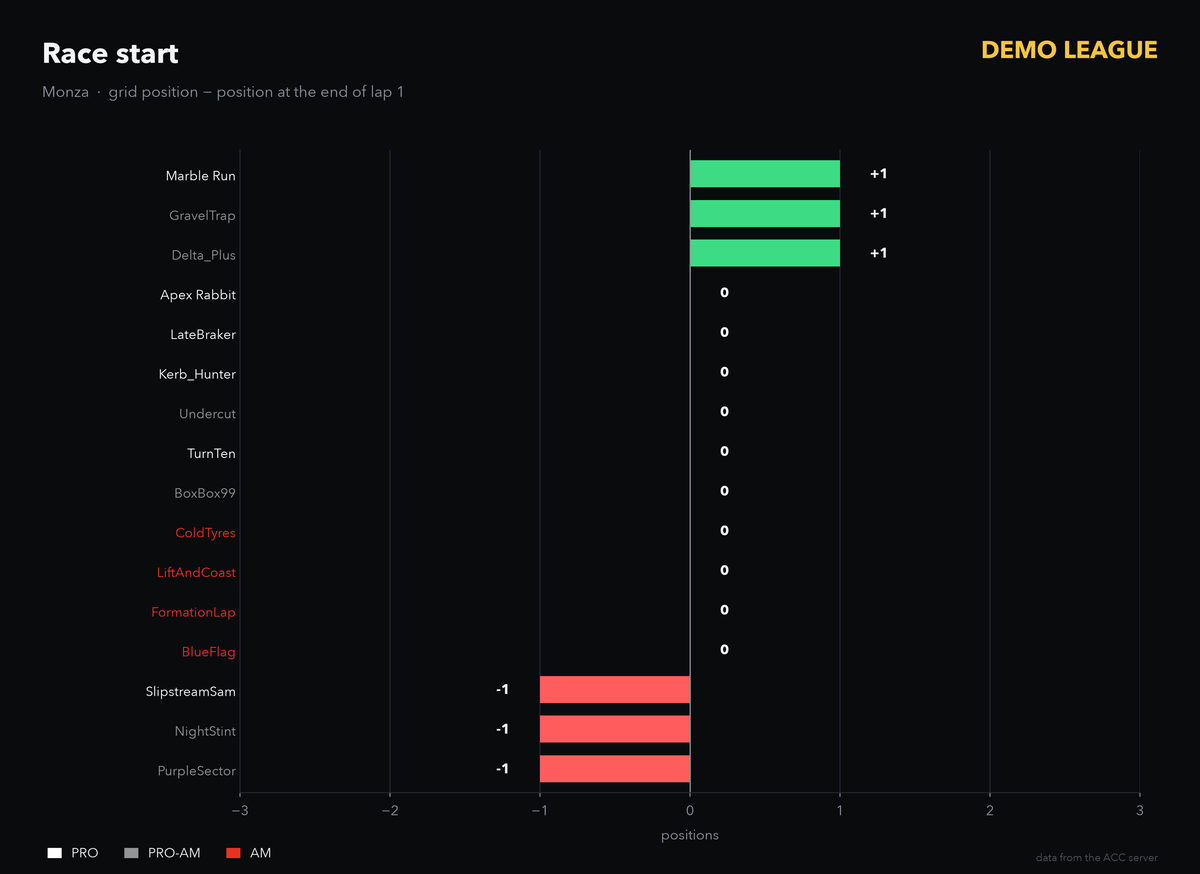 Race start
DEMO LEAGUE
Monza · grid position − position at the end of lap 1
Marble Run +1
GravelTrap +1
Delta_Plus +1
Apex Rabbit 0
LateBraker 0
Kerb_Hunter 0
Undercut 0
TurnTen 0
BoxBox99 0
ColdTyres 0
LiftAndCoast 0
FormationLap 0
BlueFlag 0
SlipstreamSam -1
NightStint -1
PurpleSector -1
−3 −2 −1 0 1 2 3
positions
PRO PRO-AM AM
data from the ACC server